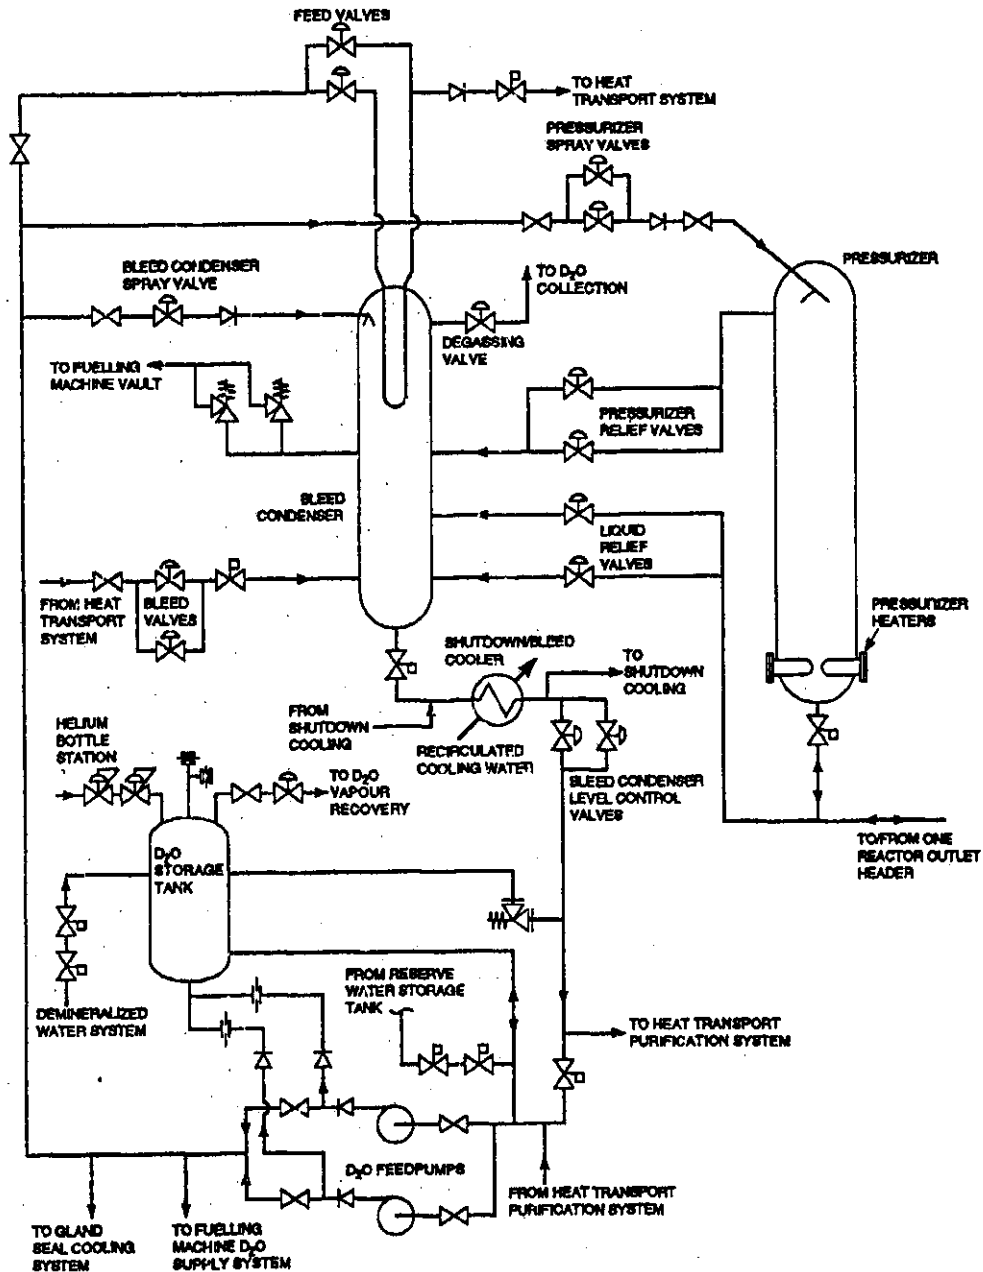 FEED VALVES
TO HEAT
TRANSPORT SYSTEM
PRESSURIZER
SPRAY VALVES
BLEED CONDENSER
SPRAY VALVE
TO D₂O
COLLECTION
PRESSURIZER
DEGASSING
VALVE
TO FUELLING
MACHINE VAULT
PRESSURIZER
RELIEF VALVES
BLEED
CONDENSER
LIQUID
RELIEF
VALVES
FROM HEAT
TRANSPORT
SYSTEM
BLEED
VALVES
PRESSURIZER
HEATERS
SHUTDOWN/BLEED
COOLER
TO
SHUTDOWN
COOLING
FROM
SHUTDOWN
COOLING
RECIRCULATED
COOLING WATER
HELIUM
BOTTLE
STATION
TO D₂O
VAPOUR
RECOVERY
BLEED CONDENSER
LEVEL CONTROL
VALVES
TO/FROM ONE
REACTOR OUTLET
HEADER
D₂O
STORAGE
TANK
FROM RESERVE
WATER STORAGE
TANK
DEMINERALIZED
WATER SYSTEM
TO HEAT TRANSPORT
PURIFICATION SYSTEM
D₂O FEEDPUMPS
FROM HEAT TRANSPORT
PURIFICATION SYSTEM
TO GLAND
SEAL COOLING
SYSTEM
TO FUELLING
MACHINE D₂O
SUPPLY SYSTEM